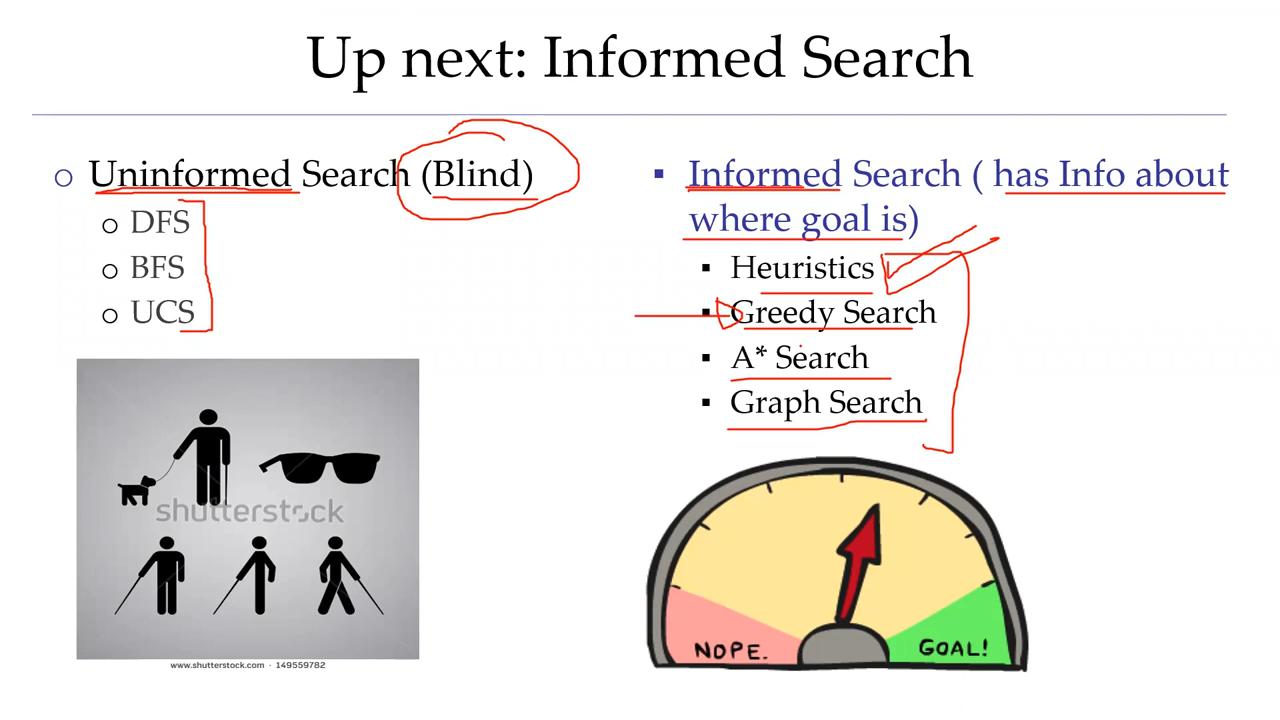 Up next: Informed Search
Uninformed Search (Blind)
DFS
BFS
UCS
Informed Search ( has Info about
where goal is)
Heuristics
Greedy Search
A* Search
Graph Search
shutterstock
www.shutterstock.com · 149559782
NOPE.
GOAL!